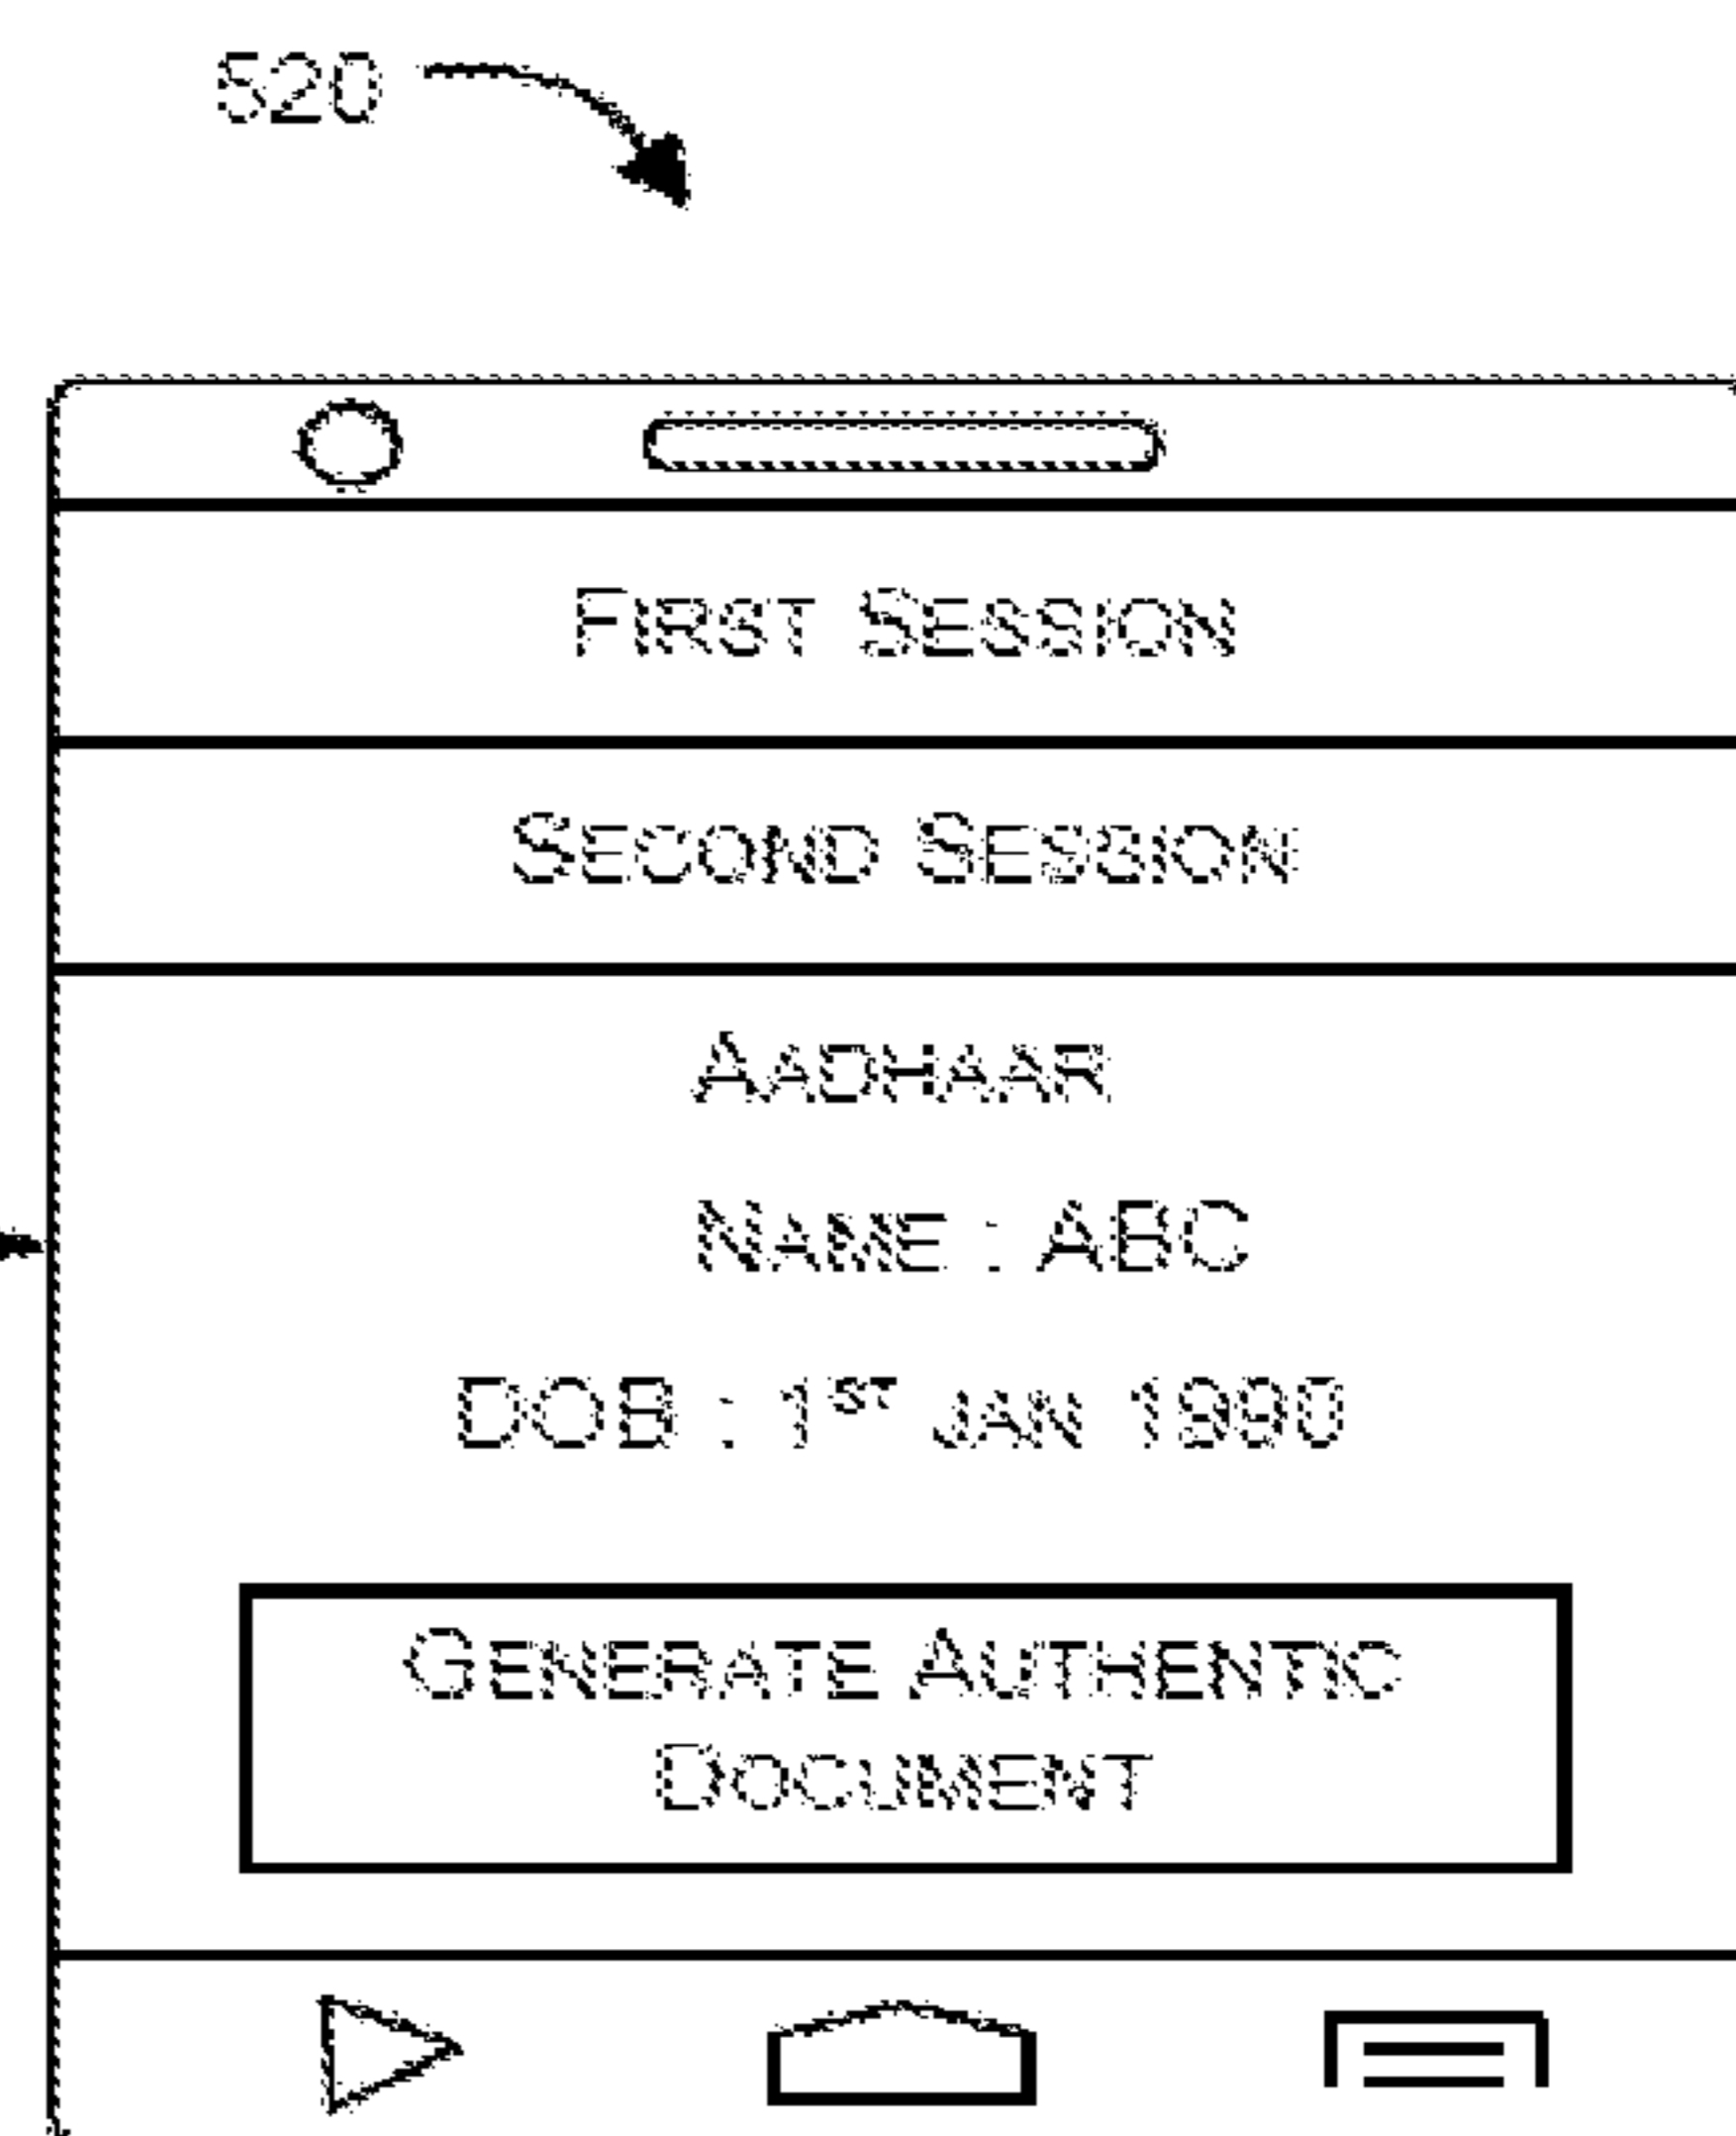 520
First Session
Second Session
Aadhaar
Name : ABC
DOB : 1st Jan 1990
Generate Authentic
Document